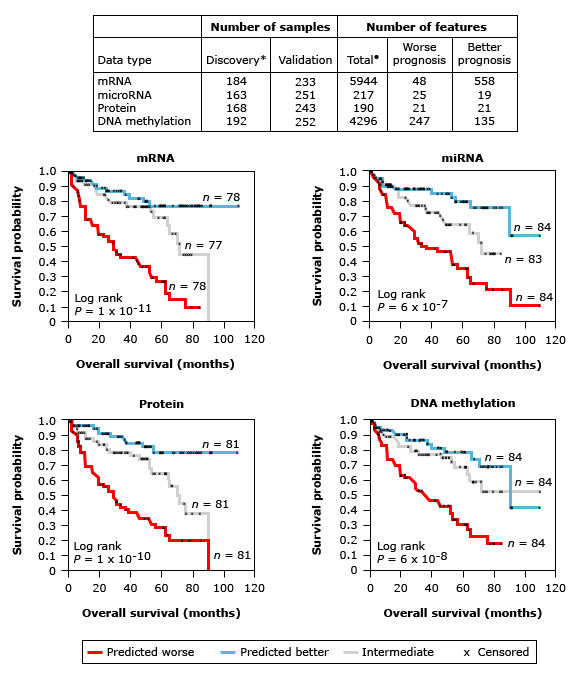 Number of samples Number of features
Data type Discovery* Validation Total• Worse prognosis Better prognosis
mRNA 184 233 5944 48 558
microRNA 163 251 217 25 19
Protein 168 243 190 21 21
DNA methylation 192 252 4296 247 135
mRNA
Survival probability
1.0
0.9
0.8
0.7
0.6
0.5
0.4
0.3
0.2
0.1
0
n = 78
n = 77
n = 78
Log rank
P = 1 x 10-11
0 20 40 60 80 100 120
Overall survival (months)
miRNA
Survival probability
1.0
0.9
0.8
0.7
0.6
0.5
0.4
0.3
0.2
0.1
0
n = 84
n = 83
n = 84
Log rank
P = 6 x 10-7
0 20 40 60 80 100 120
Overall survival (months)
Protein
Survival probability
1.0
0.9
0.8
0.7
0.6
0.5
0.4
0.3
0.2
0.1
0
n = 81
n = 81
n = 81
Log rank
P = 1 x 10-10
0 20 40 60 80 100 120
Overall survival (months)
DNA methylation
Survival probability
1.0
0.9
0.8
0.7
0.6
0.5
0.4
0.3
0.2
0.1
0
n = 84
n = 84
n = 84
Log rank
P = 6 x 10-8
0 20 40 60 80 100 120
Overall survival (months)
Predicted worse Predicted better Intermediate x Censored